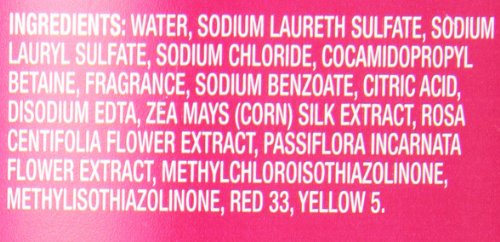 INGREDIENTS: WATER, SODIUM LAURETH SULFATE, SODIUM
LAURYL SULFATE, SODIUM CHLORIDE, COCAMIDOPROPYL
BETAINE, FRAGRANCE, SODIUM BENZOATE, CITRIC ACID,
DISODIUM EDTA, ZEA MAYS (CORN) SILK EXTRACT, ROSA
CENTIFOLIA FLOWER EXTRACT, PASSIFLORA INCARNATA
FLOWER EXTRACT, METHYLCHLOROISOTHIAZOLINONE,
METHYLISOTHIAZOLINONE, RED 33, YELLOW 5.